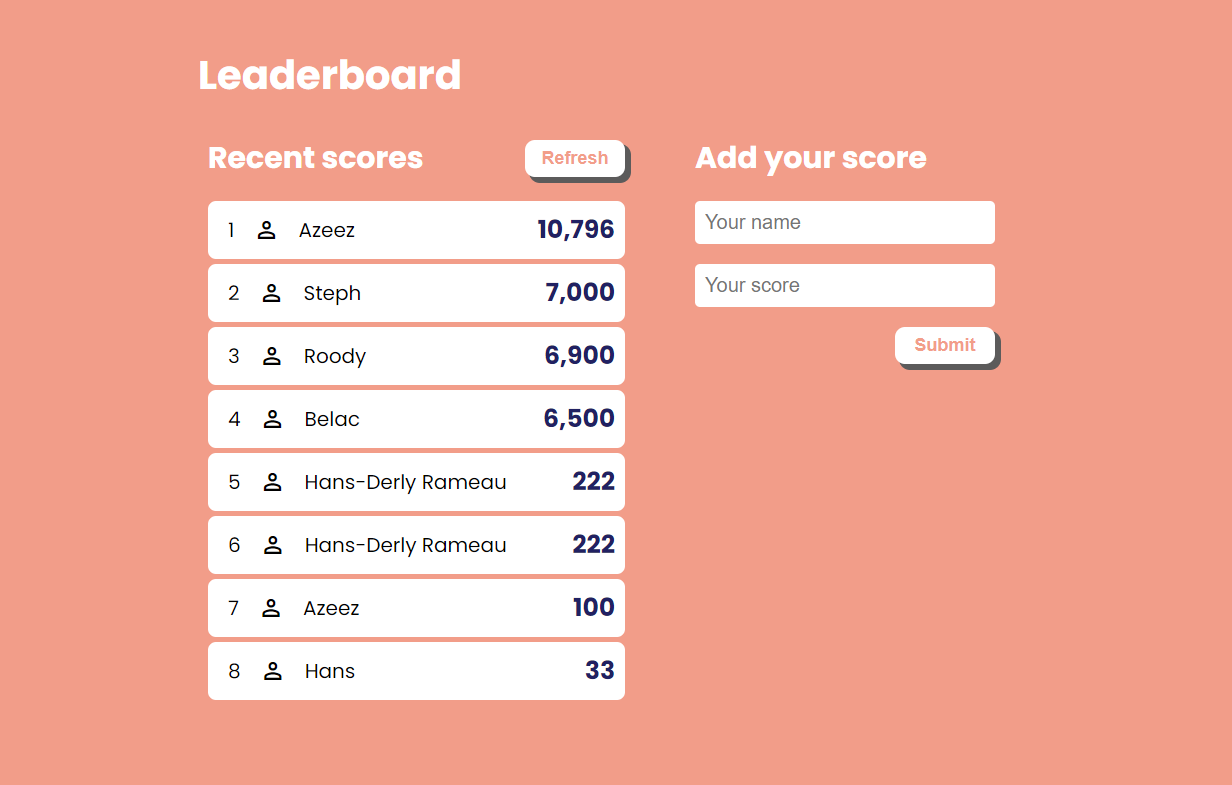 Leaderboard
Recent scores
Refresh
1 Azeez 10,796
2 Steph 7,000
3 Roody 6,900
4 Belac 6,500
5 Hans-Derly Rameau 222
6 Hans-Derly Rameau 222
7 Azeez 100
8 Hans 33
Add your score
Your name
Your score
Submit